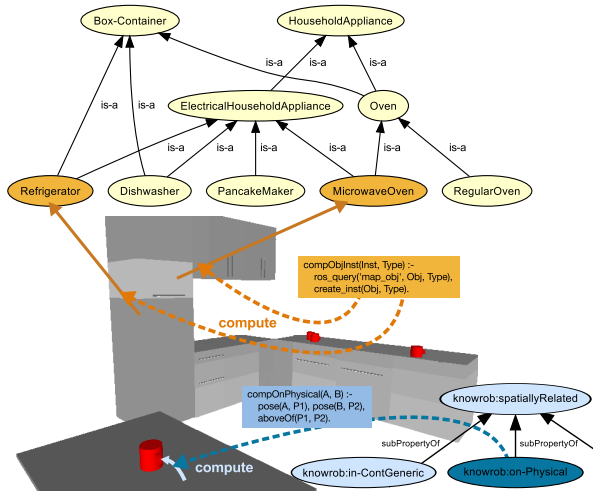 Box-Container
HouseholdAppliance
is-a
is-a
is-a
is-a
is-a
ElectricalHouseholdAppliance
Oven
is-a
is-a
is-a
is-a
is-a
is-a
is-a
Refrigerator
Dishwasher
PancakeMaker
MicrowaveOven
RegularOven
compObjInst(Inst, Type) :-
ros_query('map_obj', Obj, Type),
create_inst(Obj, Type).
compute
compOnPhysical(A, B) :-
pose(A, P1), pose(B, P2),
aboveOf(P1, P2).
knowrob:spatiallyRelated
subPropertyOf
subPropertyOf
compute
knowrob:in-ContGeneric
knowrob:on-Physical